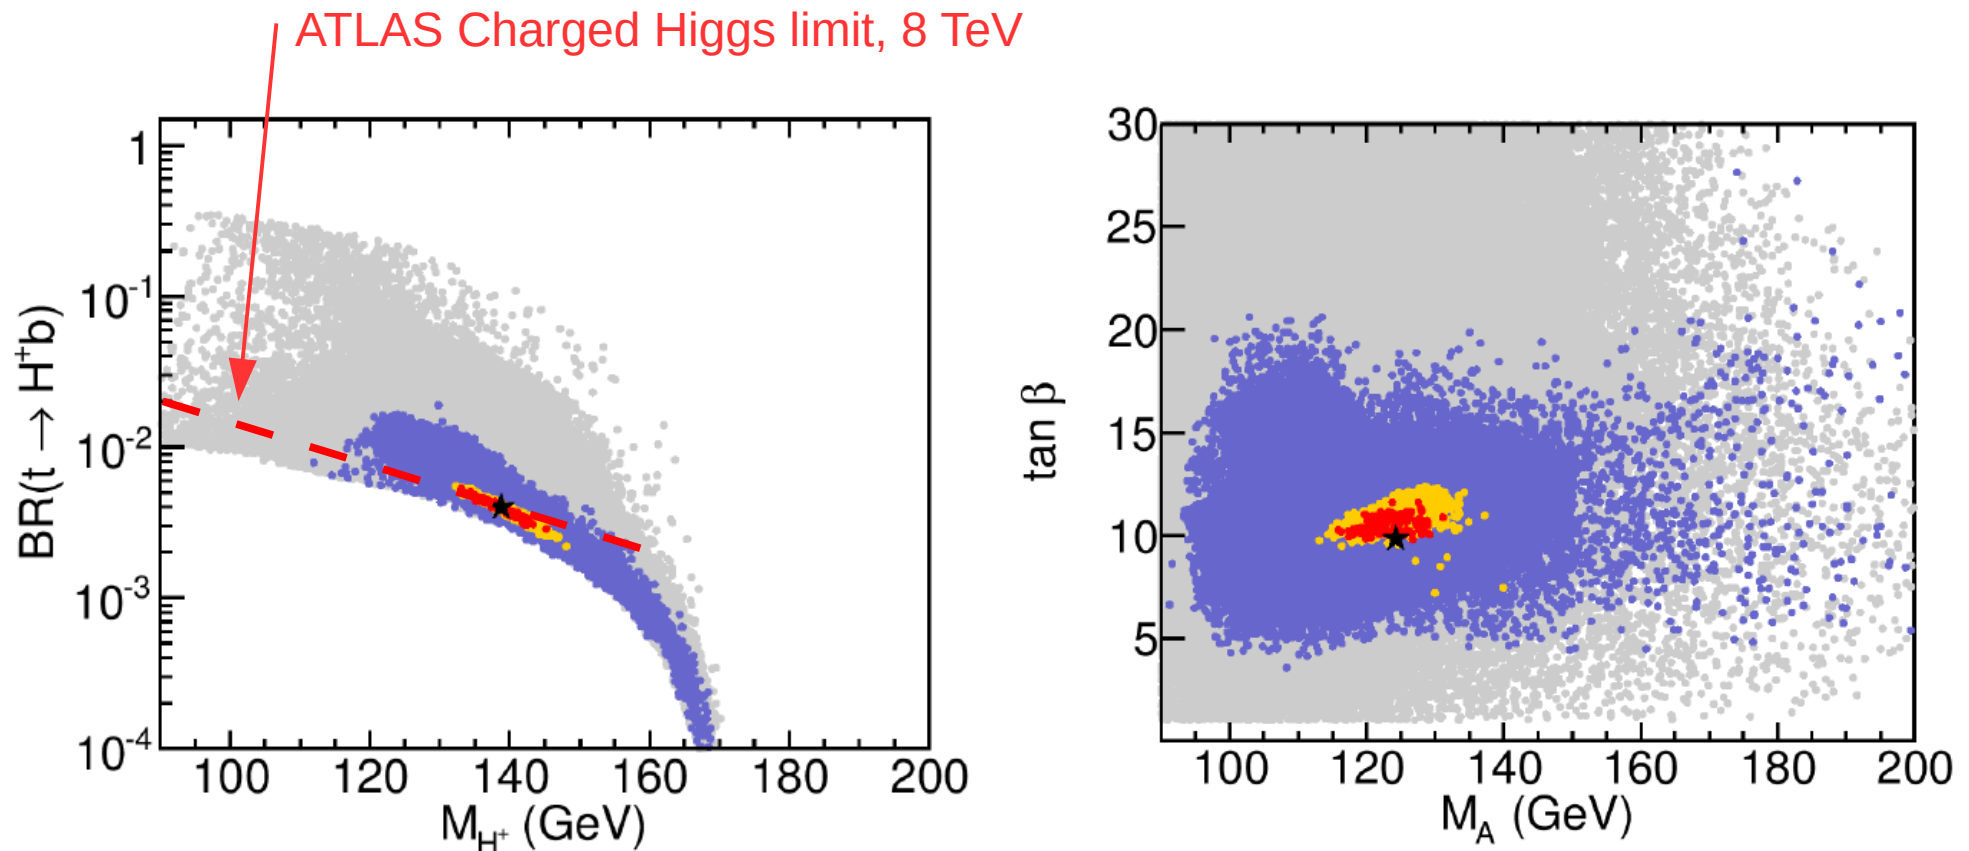 ATLAS Charged Higgs limit, 8 TeV
BR(t → H⁺b)
1
10⁻¹
10⁻²
10⁻³
10⁻⁴
100 120 140 160 180 200
M_H⁺ (GeV)
tan β
30
25
20
15
10
5
100 120 140 160 180 200
M_A (GeV)